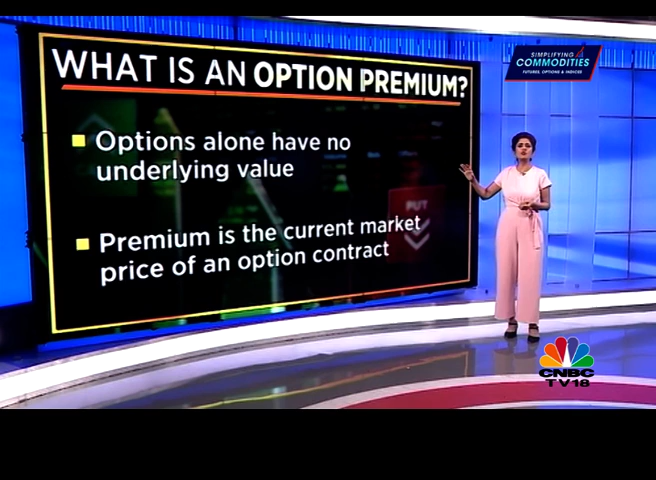 WHAT IS AN OPTION PREMIUM?
Options alone have no
underlying value
Premium is the current market
price of an option contract
PUT
SIMPLIFYING
COMMODITIES
FUTURES, OPTIONS & INDICES
CNBC
TV18